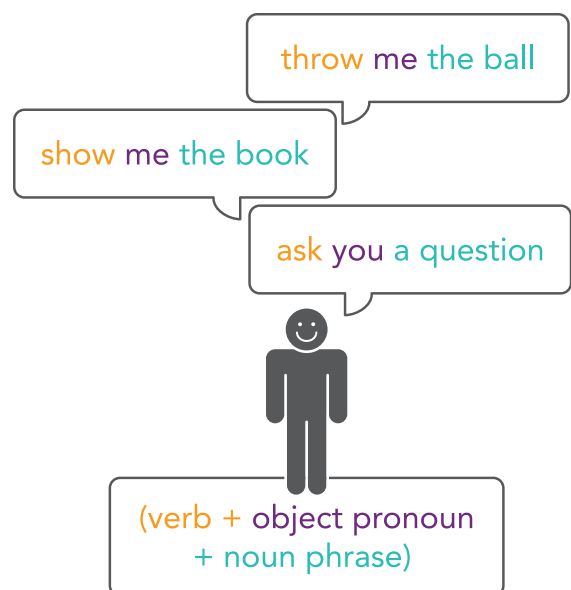 throw me the ball
show me the book
ask you a question
(verb + object pronoun
+ noun phrase)